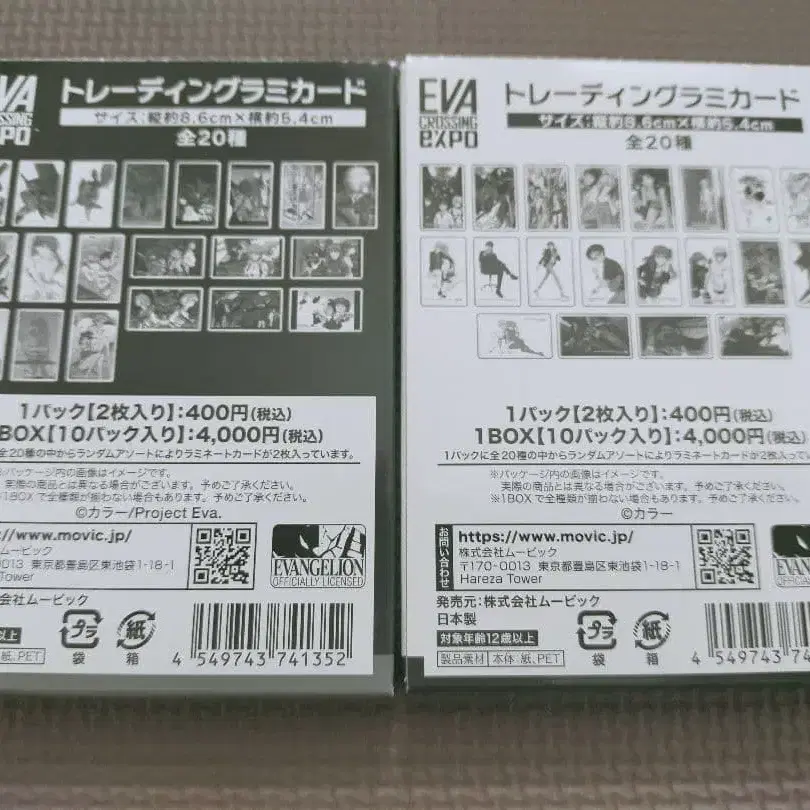 EVA
CROSSING
EXPO
トレーディングラミカード
サイズ:縦約8.6cm×横約5.4cm
全20種
1パック【2枚入り】:400円(税込)
BOX【10パック入り】:4,000円(税込)
全20種の中からランダムアソートによりラミネートカードが2枚入っています。
※パッケージ内の画像はイメージです。
実際の商品とは異なる場合がございます。予めご了承ください。
※1BOXで全種類が揃わない場合もあります。予めご了承ください。
©カラー/Project Eva.
://www.movic.jp/
会社ムービック
0013 東京都豊島区東池袋1-18-1
Tower
EVANGELION
OFFICIALLY LICENSED
会社ムービック
以上
紙、PET
プラ
袋
紙
箱
4 549743 741352
EVA
CROSSING
EXPO
トレーディングラミカード
サイズ:縦約8.6cm×横約5.4cm
全20種
1パック【2枚入り】:400円(税込)
1BOX【10パック入り】:4,000円(税込)
1パックに全20種の中からランダムアソートによりラミネートカードが2枚入ってい
※パッケージ内の画像はイメージです。
実際の商品とは異なる場合がございます。予めご了承ください。
※1BOXで全種類が揃わない場合もあります。予めご了承ください。
©カラー
お問い合わせ
https://www.movic.jp/
株式会社ムービック
〒170-0013 東京都豊島区東池袋1-18-1
Hareza Tower
EVAN
OFFICIAL
発売元:株式会社ムービック
日本製
対象年齢12歳以上
製品素材 本体:紙、PET
プラ
袋
紙
箱
4 549743 74